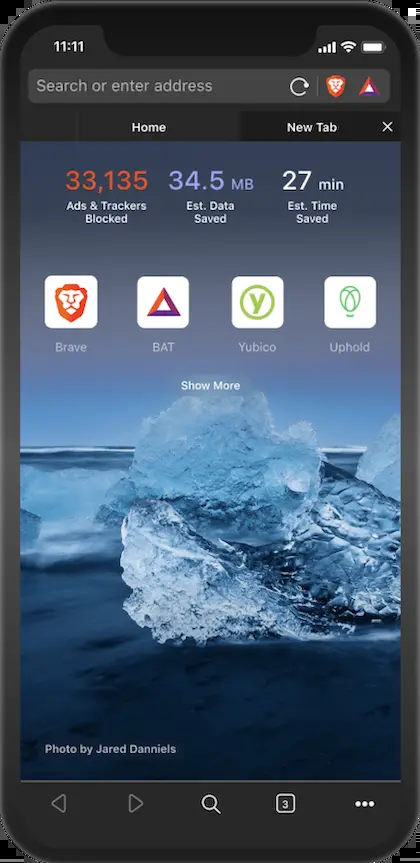 11:11
Search or enter address
Home
New Tab
33,135 34.5 MB 27 min
Ads & Trackers Est. Data Est. Time
Blocked Saved Saved
Brave BAT Yubico Uphold
Show More
Photo by Jared Danniels
3